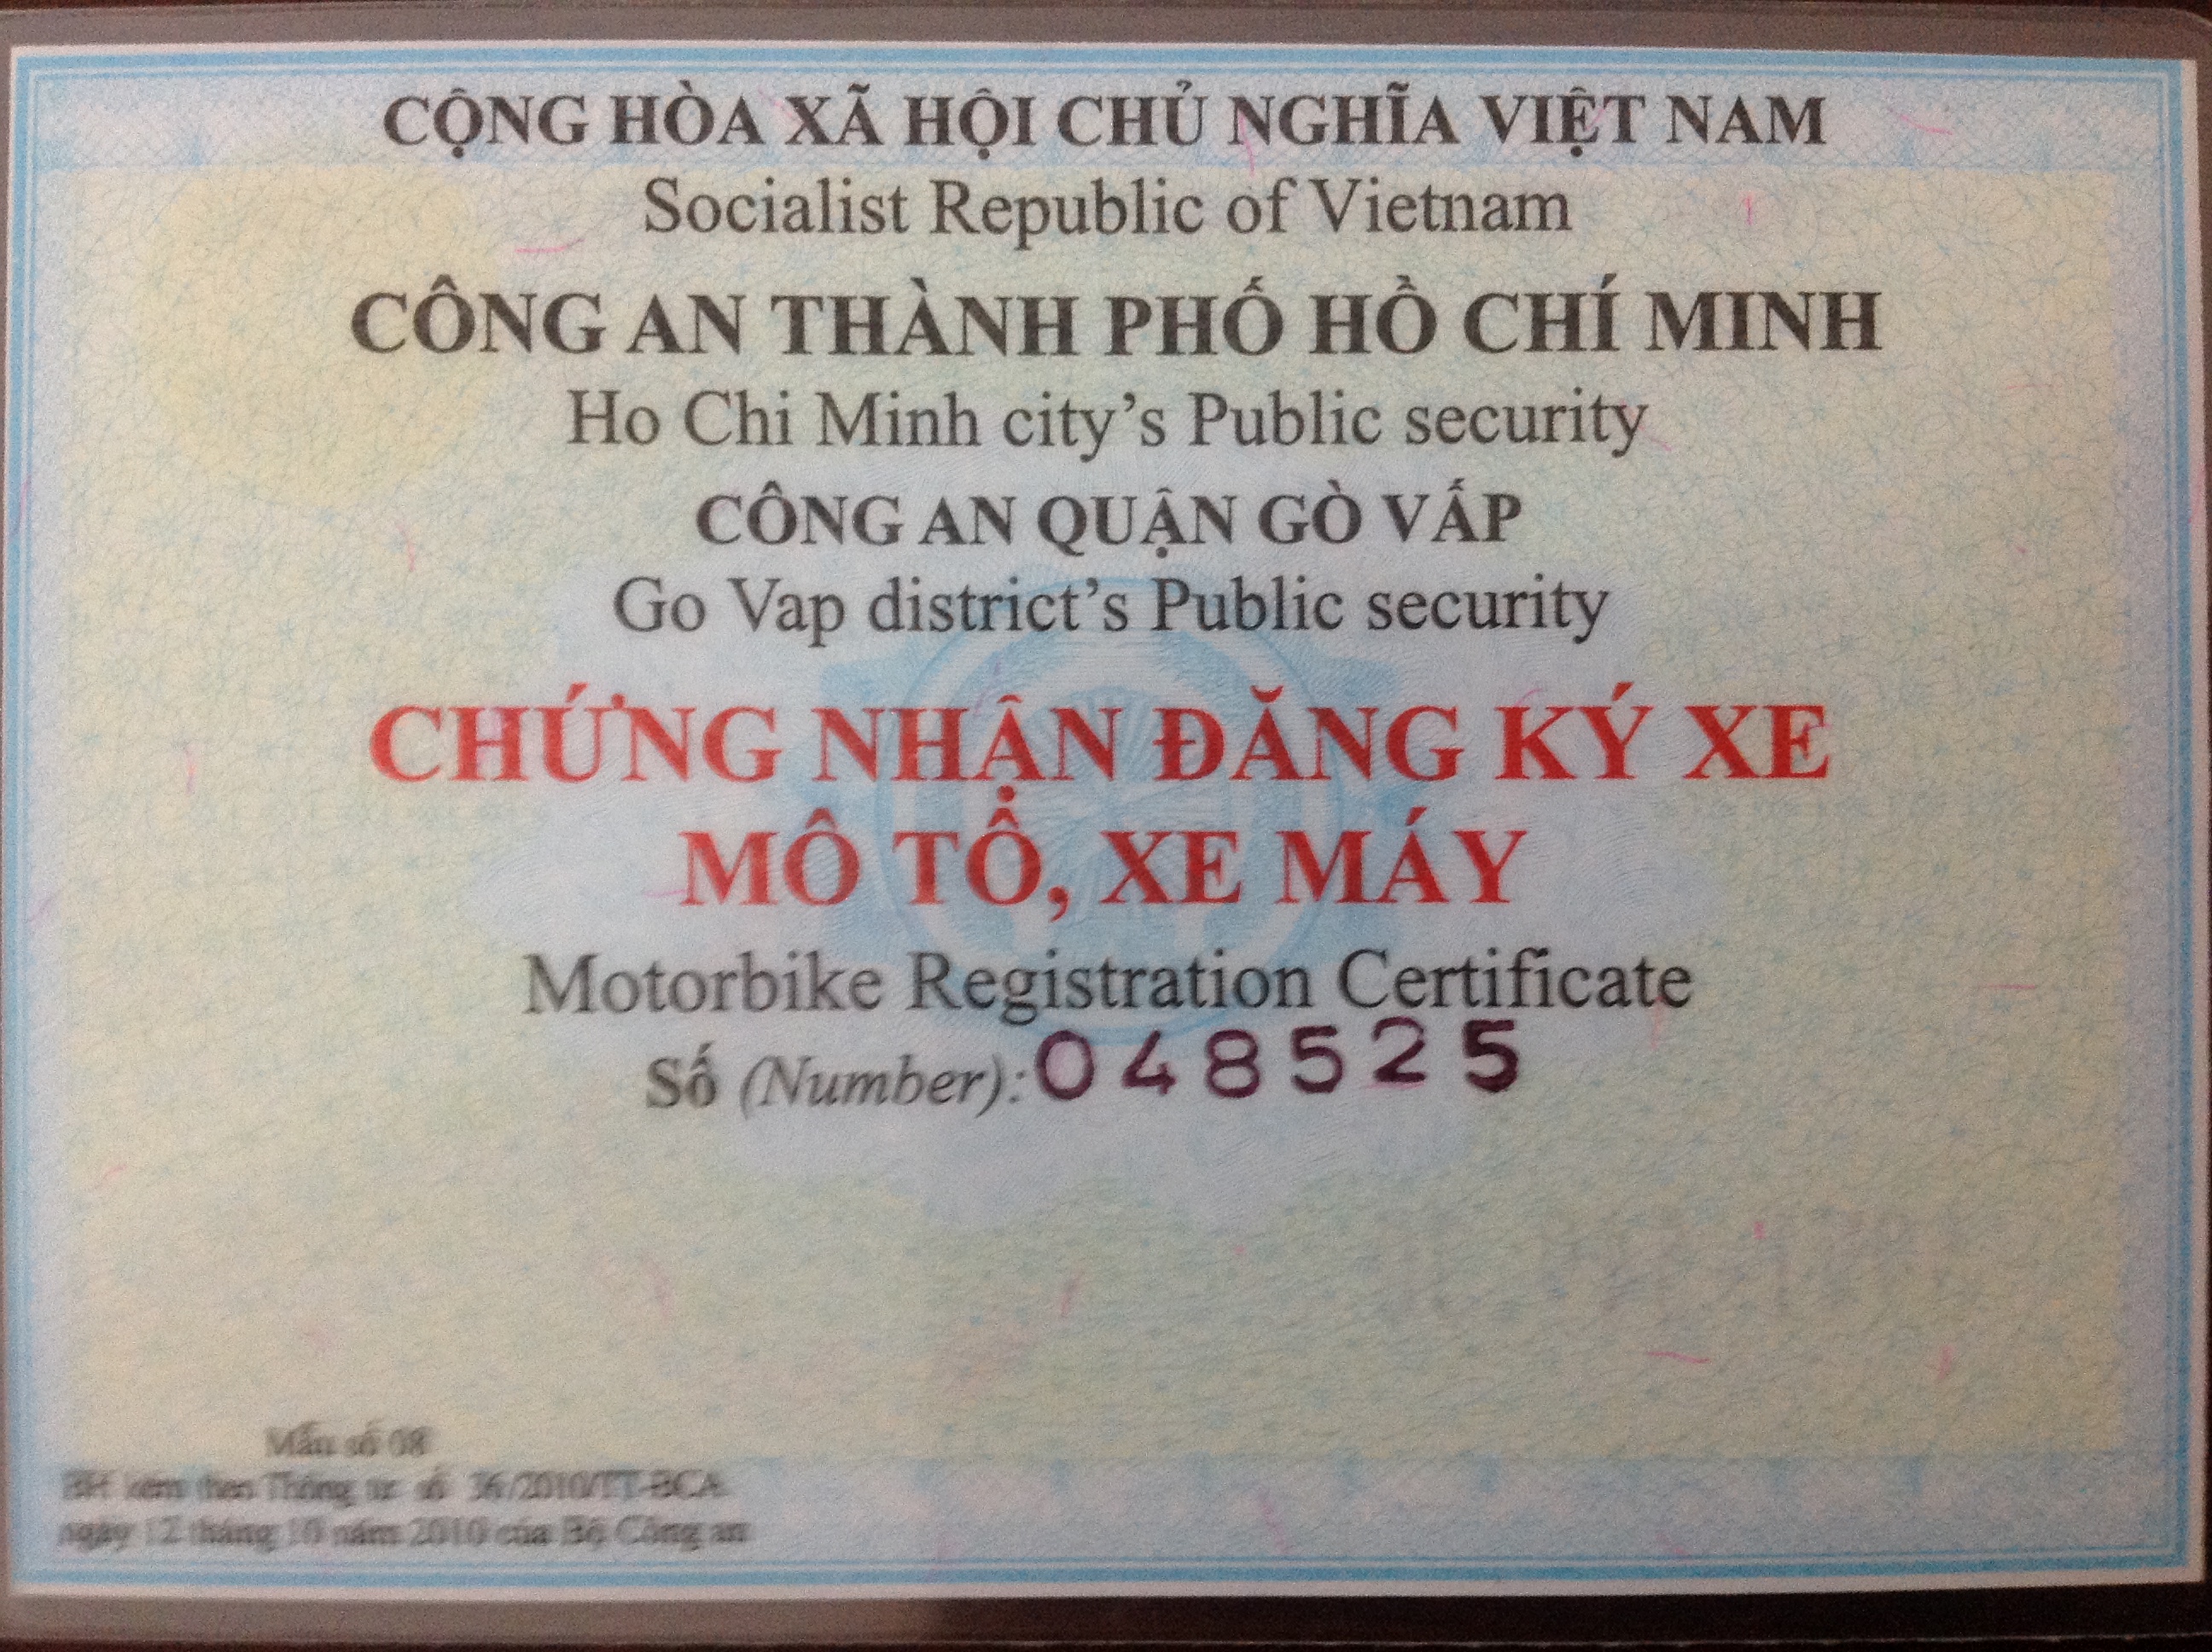 CỘNG HÒA XÃ HỘI CHỦ NGHĨA VIỆT NAM
Socialist Republic of Vietnam
CÔNG AN THÀNH PHỐ HỒ CHÍ MINH
Ho Chi Minh city’s Public security
CÔNG AN QUẬN GÒ VẤP
Go Vap district’s Public security
CHỨNG NHẬN ĐĂNG KÝ XE
MÔ TÔ, XE MÁY
Motorbike Registration Certificate
Số (Number): 048525
Mẫu số 08
BH kèm theo Thông tư số 36/2010/TT-BCA
ngày 12 tháng 10 năm 2010 của Bộ Công an